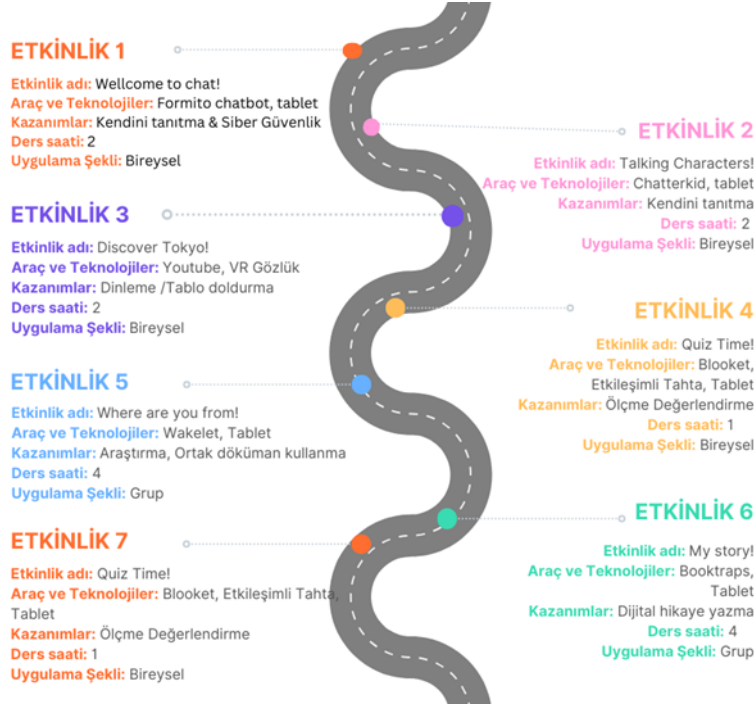 ETKİNLİK 1
Etkinlik adı: Wellcome to chat!
Araç ve Teknolojiler: Formito chatbot, tablet
Kazanımlar: Kendini tanıtma & Siber Güvenlik
Ders saati: 2
Uygulama Şekli: Bireysel
ETKİNLİK 2
Etkinlik adı: Talking Characters!
Araç ve Teknolojiler: Chatterkid, tablet
Kazanımlar: Kendini tanıtma
Ders saati: 2
Uygulama Şekli: Bireysel
ETKİNLİK 3
Etkinlik adı: Discover Tokyo!
Araç ve Teknolojiler: Youtube, VR Gözlük
Kazanımlar: Dinleme /Tablo doldurma
Ders saati: 2
Uygulama Şekli: Bireysel
ETKİNLİK 4
Etkinlik adı: Quiz Time!
Araç ve Teknolojiler: Blooket,
Etkileşimli Tahta, Tablet
Kazanımlar: Ölçme Değerlendirme
Ders saati: 1
Uygulama Şekli: Bireysel
ETKİNLİK 5
Etkinlik adı: Where are you from!
Araç ve Teknolojiler: Wakelet, Tablet
Kazanımlar: Araştırma, Ortak döküman kullanma
Ders saati: 4
Uygulama Şekli: Grup
ETKİNLİK 6
Etkinlik adı: My story!
Araç ve Teknolojiler: Booktraps,
Tablet
Kazanımlar: Dijital hikaye yazma
Ders saati: 4
Uygulama Şekli: Grup
ETKİNLİK 7
Etkinlik adı: Quiz Time!
Araç ve Teknolojiler: Blooket, Etkileşimli Tahta,
Tablet
Kazanımlar: Ölçme Değerlendirme
Ders saati: 1
Uygulama Şekli: Bireysel